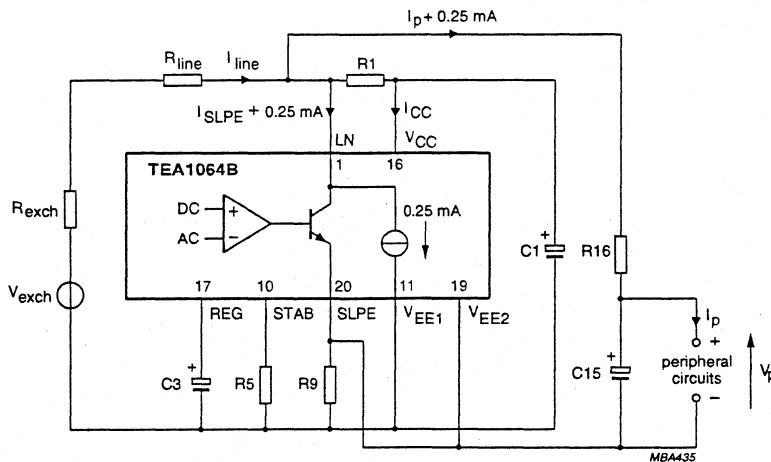 Ip + 0.25 mA
Rline
Iline
R1
ISLPE + 0.25 mA
ICC
LN
VCC
1
16
TEA1064B
Rexch
DC
+
0.25 mA
AC
−
+
C1
R16
Vexch
17
10
20
11
19
REG
STAB
SLPE
VEE1
VEE2
Ip
+
+
+
C3
R5
R9
C15
peripheral
circuits
−
MBA435